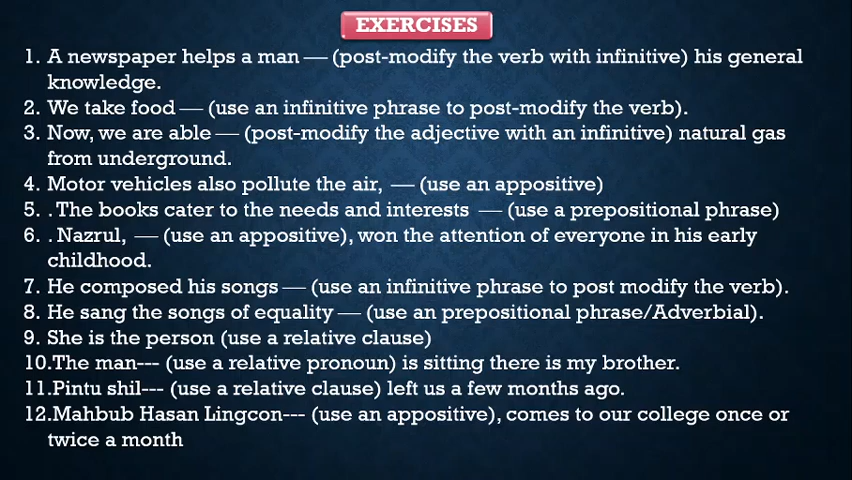 EXERCISES
1. A newspaper helps a man — (post-modify the verb with infinitive) his general
knowledge.
2. We take food — (use an infinitive phrase to post-modify the verb).
3. Now, we are able — (post-modify the adjective with an infinitive) natural gas
from underground.
4. Motor vehicles also pollute the air, — (use an appositive)
5. . The books cater to the needs and interests — (use a prepositional phrase)
6. . Nazrul, — (use an appositive), won the attention of everyone in his early
childhood.
7. He composed his songs — (use an infinitive phrase to post modify the verb).
8. He sang the songs of equality — (use an prepositional phrase/Adverbial).
9. She is the person (use a relative clause)
10.The man--- (use a relative pronoun) is sitting there is my brother.
11.Pintu shil--- (use a relative clause) left us a few months ago.
12.Mahbub Hasan Lingcon--- (use an appositive), comes to our college once or
twice a month